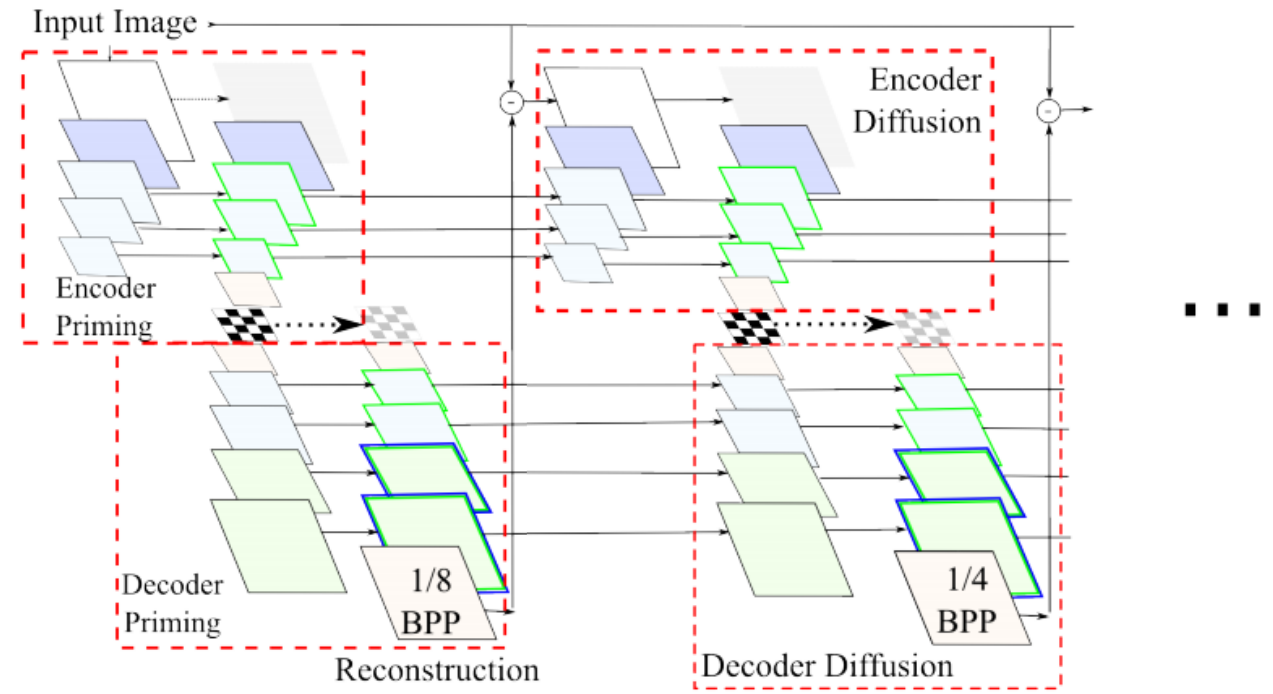 Input Image
Encoder
Diffusion
-
-
Encoder
Priming
Decoder
Priming
1/8
BPP
1/4
BPP
Reconstruction
Decoder Diffusion